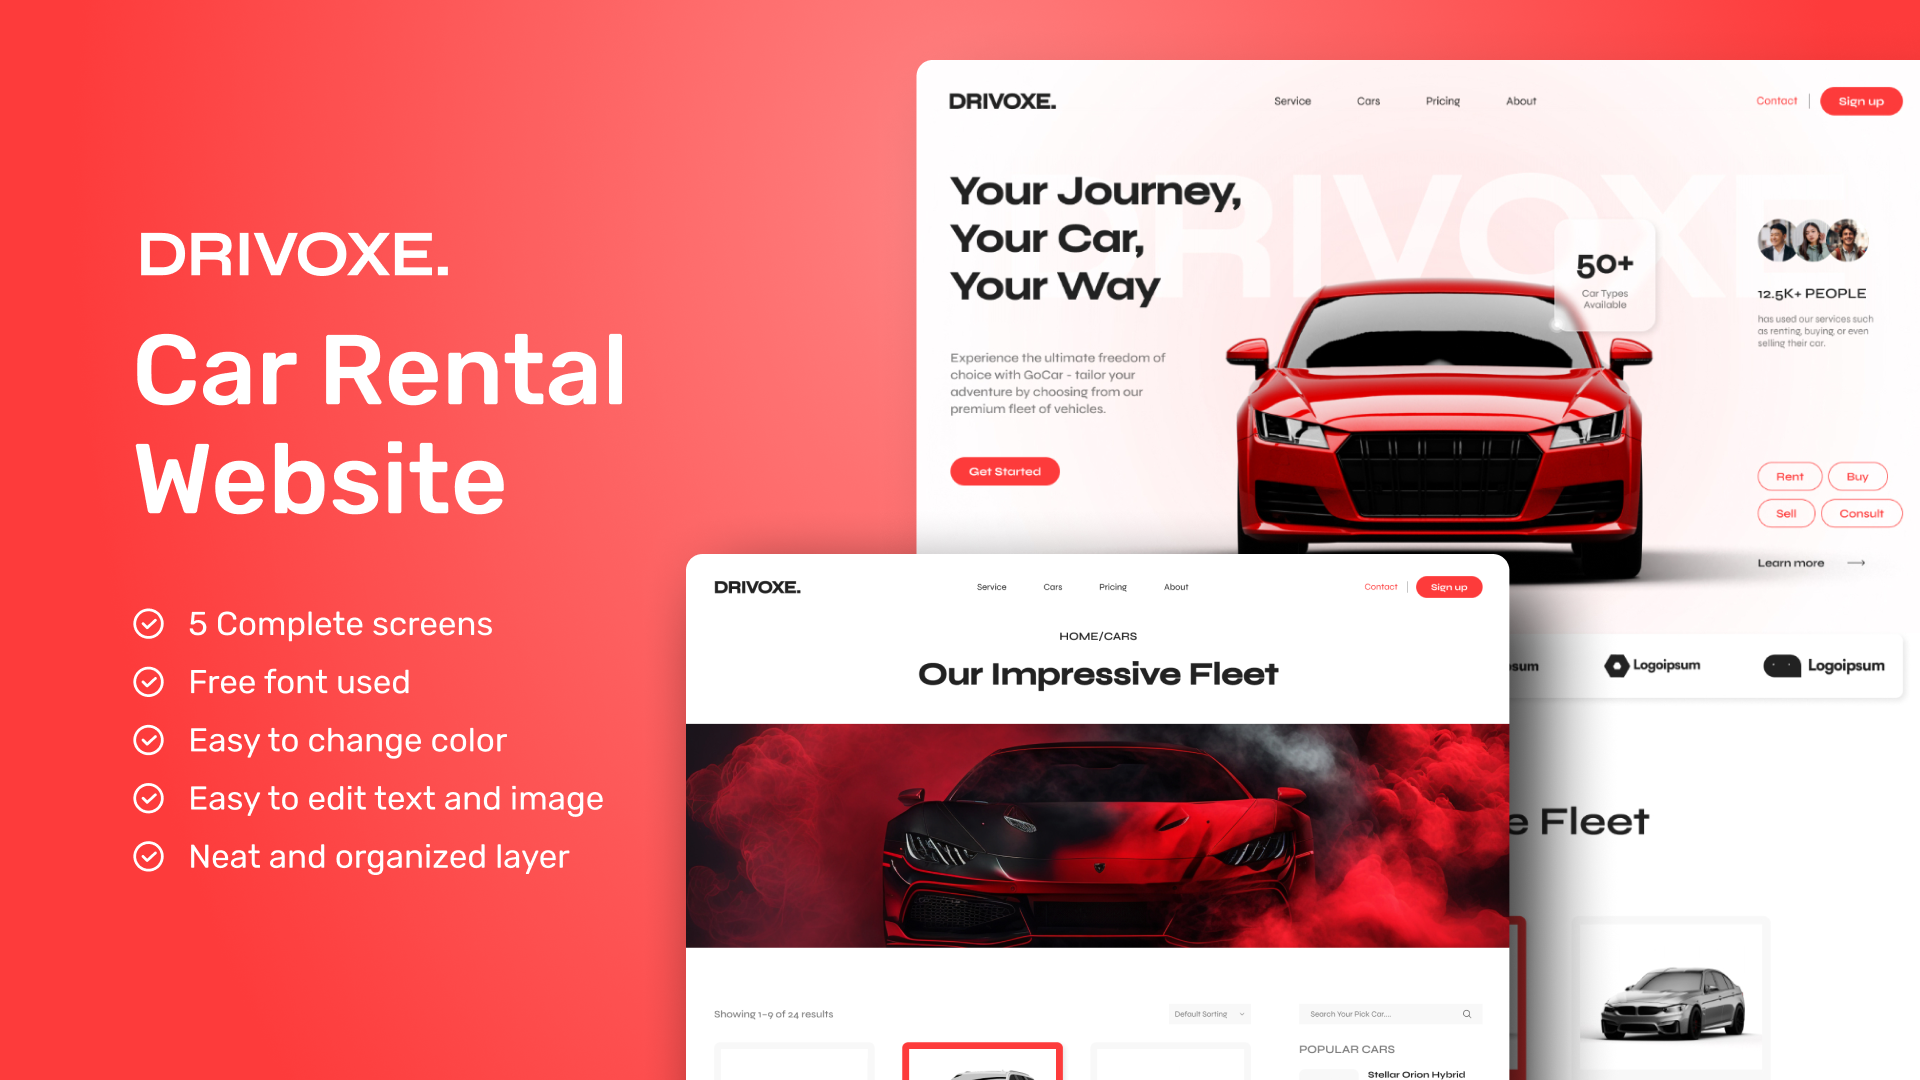 DRIVOXE.
Car Rental
Website
5 Complete screens
Free font used
Easy to change color
Easy to edit text and image
Neat and organized layer
DRIVOXE.
Service
Cars
Pricing
About
Contact
Sign up
DRIVOXE
Your Journey,
Your Car,
Your Way
Experience the ultimate freedom of
choice with GoCar - tailor your
adventure by choosing from our
premium fleet of vehicles.
Get Started
50+
Car Types
Available
12.5K+ PEOPLE
has used our services such
as renting, buying, or even
selling their car.
Rent
Buy
Sell
Consult
Learn more
psum
Logoipsum
Logoipsum
e Fleet
DRIVOXE.
Service
Cars
Pricing
About
Contact
Sign up
HOME/CARS
Our Impressive Fleet
Showing 1–9 of 24 results
Default Sorting
Search Your Pick Car....
POPULAR CARS
Stellar Orion Hybrid